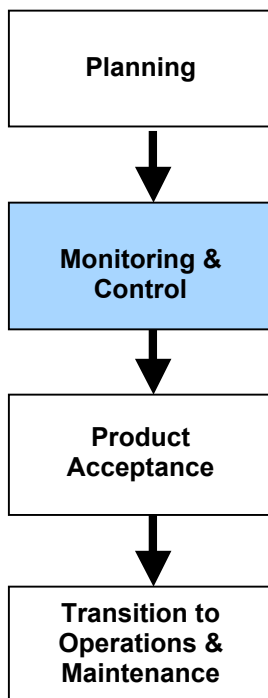 Planning
Monitoring &
Control
Product
Acceptance
Transition to
Operations &
Maintenance